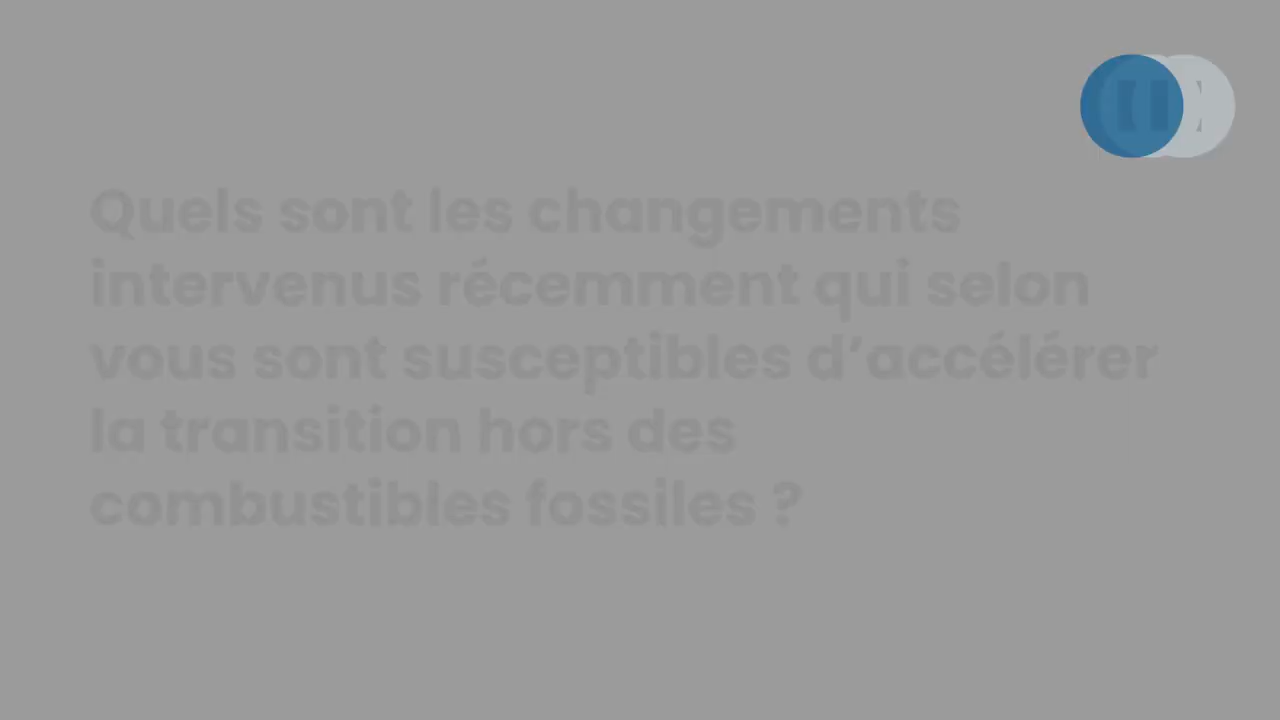 Quels sont les changements
intervenus récemment qui selon
vous sont susceptibles d’accélérer
la transition hors des
combustibles fossiles ?